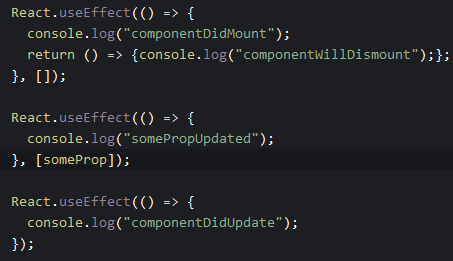 React.useEffect(() => {
  console.log("componentDidMount");
  return () => {console.log("componentWillDismount");};
}, []);

React.useEffect(() => {
  console.log("somePropUpdated");
}, [someProp]);

React.useEffect(() => {
  console.log("componentDidUpdate");
});